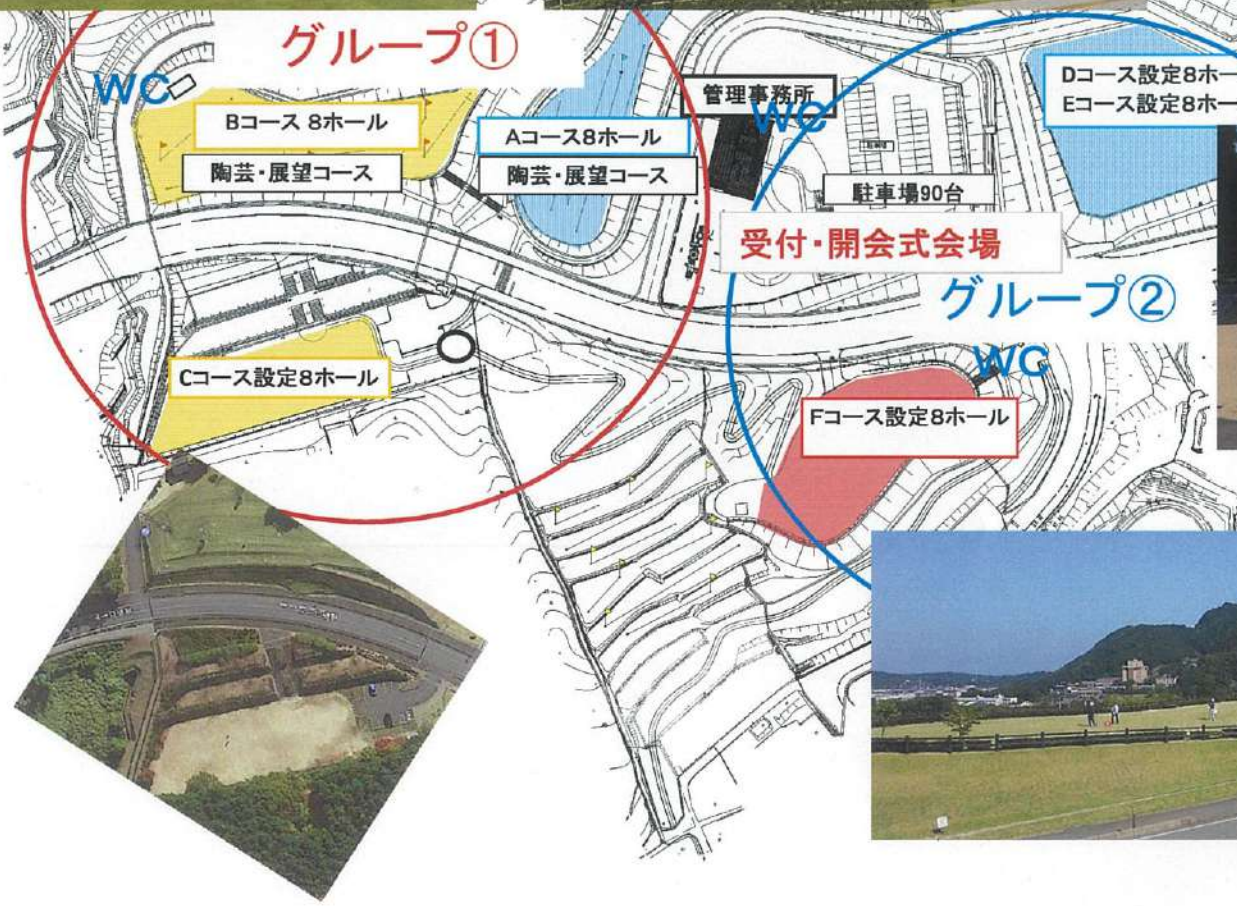 グループ①
WC
Bコース 8ホール
陶芸・展望コース
Aコース8ホール
陶芸・展望コース
管理事務所
WC
駐車場90台
受付・開会式会場
Dコース設定8ホー
Eコース設定8ホー
グループ②
WC
Cコース設定8ホール
Fコース設定8ホール